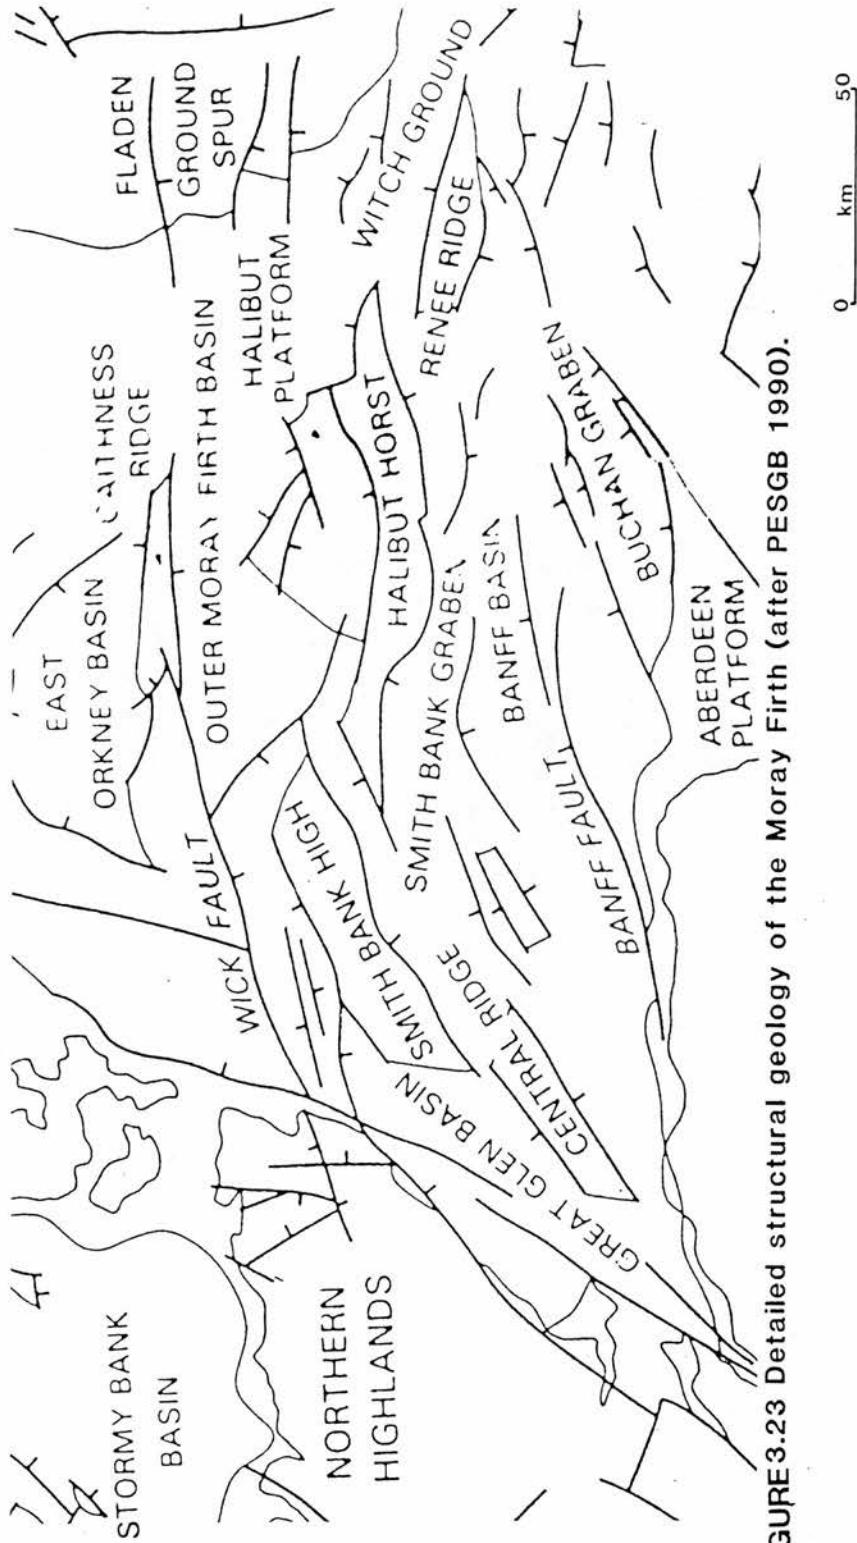 STORMY BANK
BASIN
NORTHERN
HIGHLANDS
WICK FAULT
EAST
ORKNEY BASIN
CAITHNESS
RIDGE
OUTER MORAY FIRTH BASIN
FLADEN
GROUND
SPUR
HALIBUT
PLATFORM
WITCH GROUND
RENEE RIDGE
HALIBUT HORST
SMITH BANK HIGH
SMITH BANK GRABEN
GREAT GLEN BASIN
CENTRAL RIDGE
BANFF BASIN
BANFF FAULT
BUCHAN GRABEN
ABERDEEN
PLATFORM
0 km 50
GURE3.23 Detailed structural geology of the Moray Firth (after PESGB 1990).